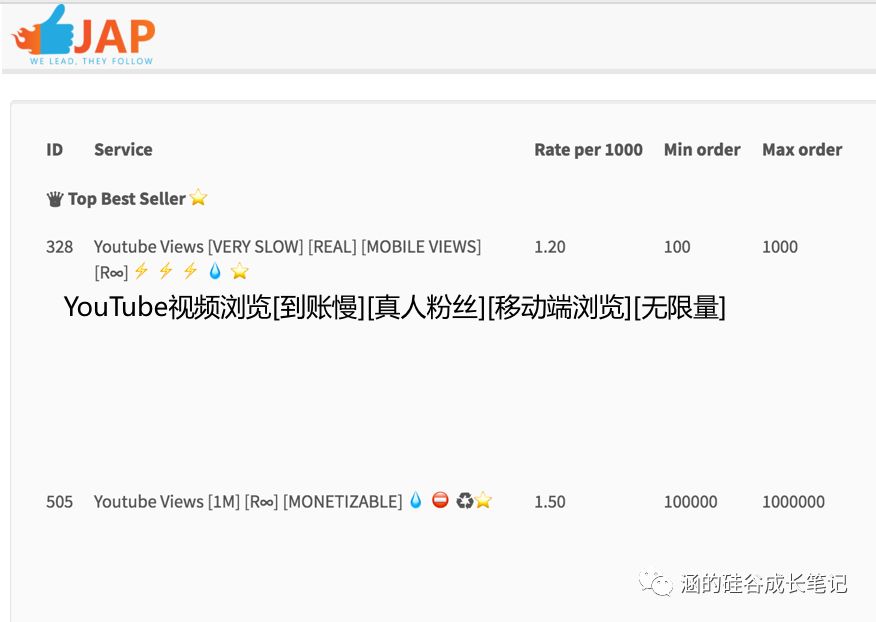 JAP
WE LEAD, THEY FOLLOW
ID Service Rate per 1000 Min order Max order
♛ Top Best Seller ⭐
328 Youtube Views [VERY SLOW] [REAL] [MOBILE VIEWS] 1.20 100 1000
[R∞] ⚡ ⚡ ⚡ 💧 ⭐
YouTube视频浏览[到账慢][真人粉丝][移动端浏览][无限量]
505 Youtube Views [1M] [R∞] [MONETIZABLE] 💧 ⛔ ♻⭐ 1.50 100000 1000000
涵的硅谷成长笔记